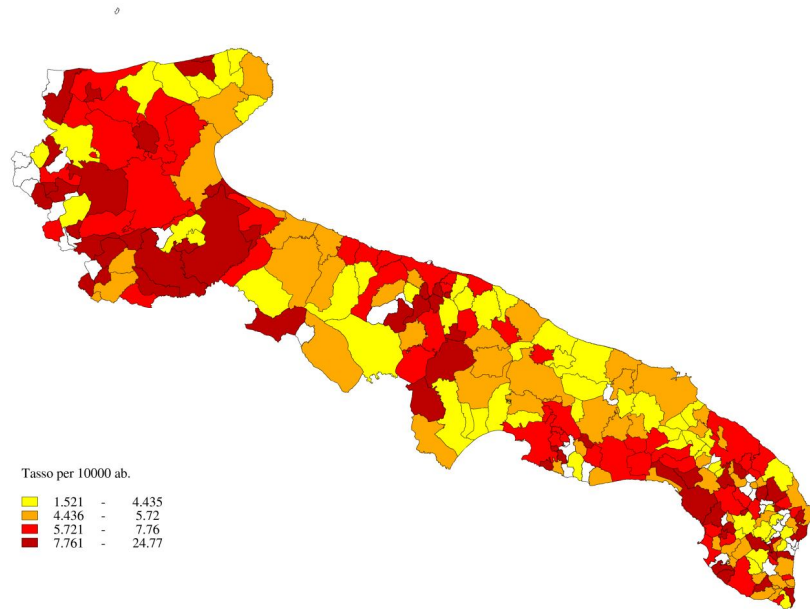 Tasso per 10000 ab.
1.521 - 4.435
4.436 - 5.72
5.721 - 7.76
7.761 - 24.77